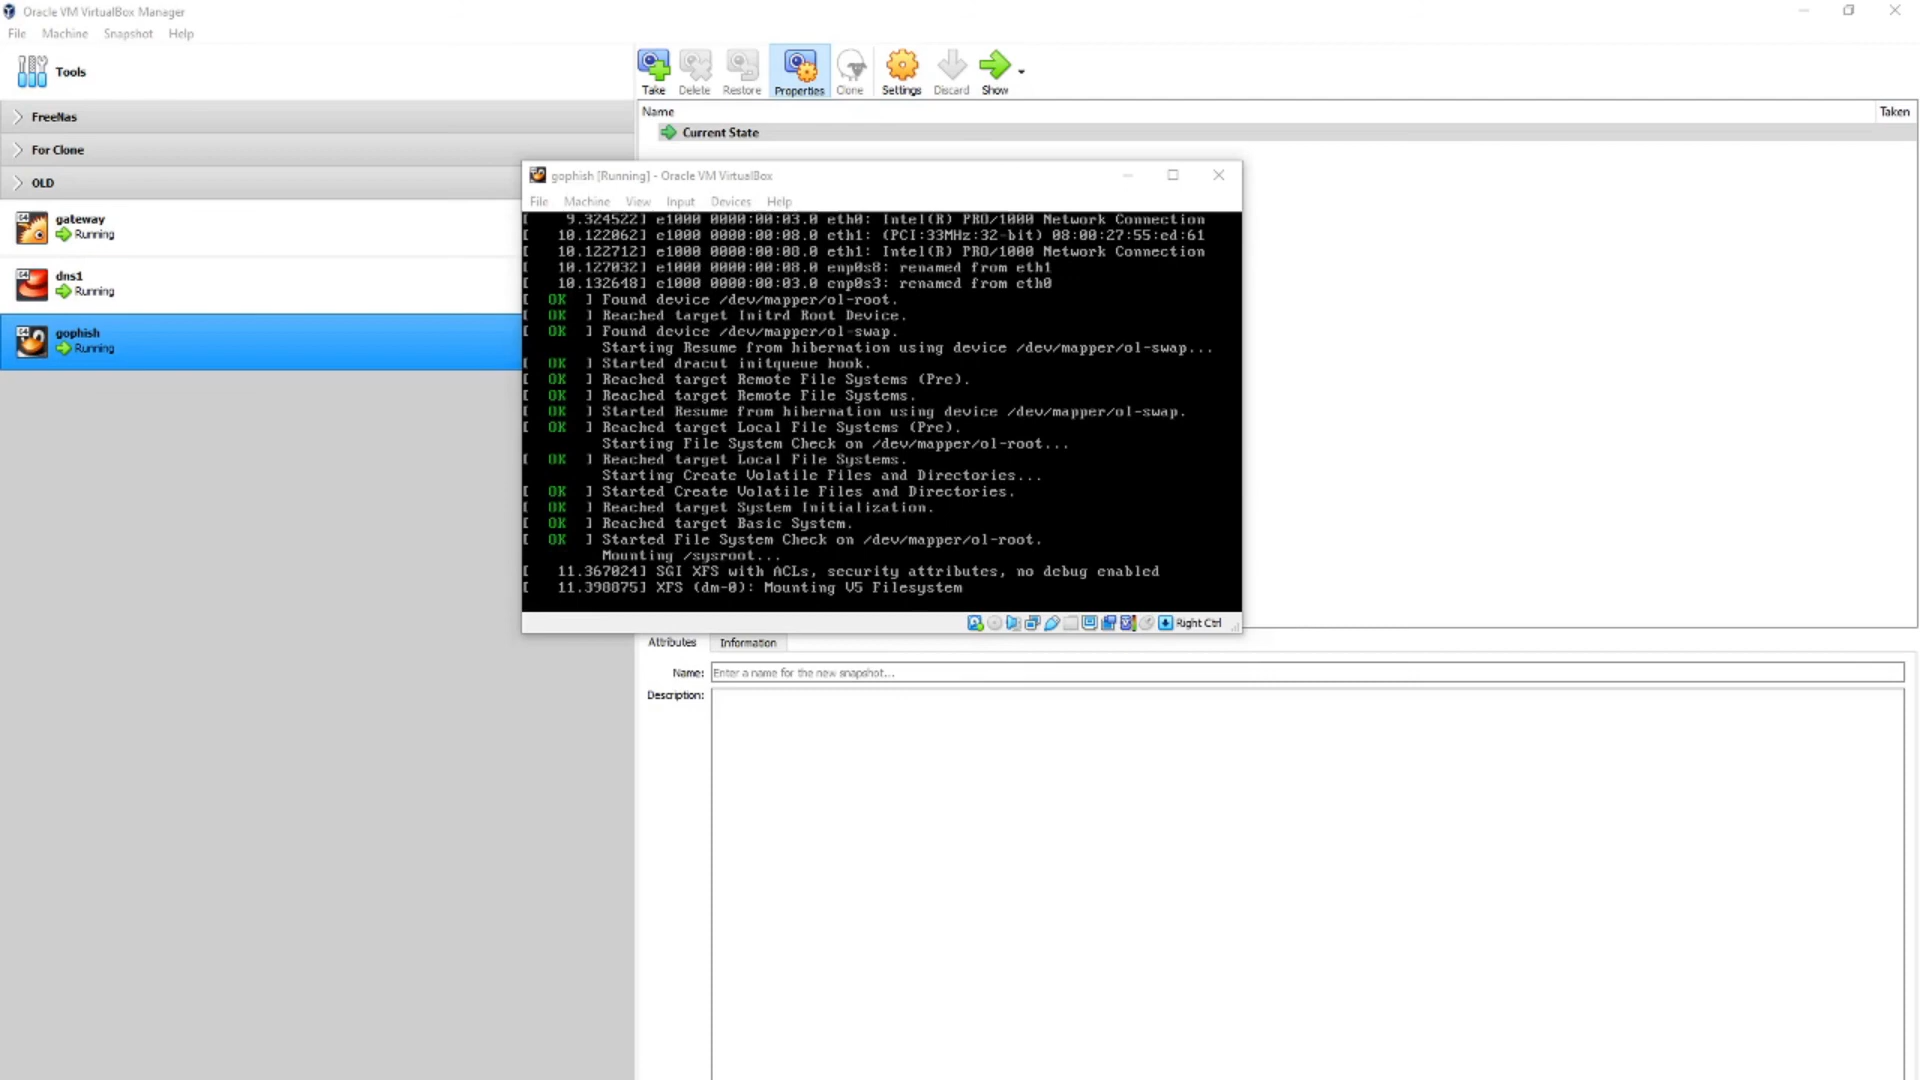 Oracle VM VirtualBox Manager
File Machine Snapshot Help
Tools
Take Delete Restore Properties Clone Settings Discard Show
FreeNas
For Clone
OLD
gateway
Running
dns1
Running
gophish
Running
Name Taken
Current State
gophish [Running] - Oracle VM VirtualBox
File Machine View Input Devices Help
[ 9.324522] e1000 0000:00:03.0 eth0: Intel(R) PRO/1000 Network Connection
[ 10.122062] e1000 0000:00:08.0 eth1: (PCI:33MHz:32-bit) 08:00:27:55:cd:61
[ 10.122712] e1000 0000:00:08.0 eth1: Intel(R) PRO/1000 Network Connection
[ 10.127032] e1000 0000:00:08.0 enp0s8: renamed from eth1
[ 10.132648] e1000 0000:00:03.0 enp0s3: renamed from eth0
[ OK ] Found device /dev/mapper/ol-root.
[ OK ] Reached target Initrd Root Device.
[ OK ] Found device /dev/mapper/ol-swap.
Starting Resume from hibernation using device /dev/mapper/ol-swap...
[ OK ] Started dracut initqueue hook.
[ OK ] Reached target Remote File Systems (Pre).
[ OK ] Reached target Remote File Systems.
[ OK ] Started Resume from hibernation using device /dev/mapper/ol-swap.
[ OK ] Reached target Local File Systems (Pre).
Starting File System Check on /dev/mapper/ol-root...
[ OK ] Reached target Local File Systems.
Starting Create Volatile Files and Directories...
[ OK ] Started Create Volatile Files and Directories.
[ OK ] Reached target System Initialization.
[ OK ] Reached target Basic System.
[ OK ] Started File System Check on /dev/mapper/ol-root.
Mounting /sysroot...
[ 11.367024] SGI XFS with ACLs, security attributes, no debug enabled
[ 11.398875] XFS (dm-0): Mounting V5 Filesystem
Right Ctrl
Attributes Information
Name: Enter a name for the new snapshot...
Description: